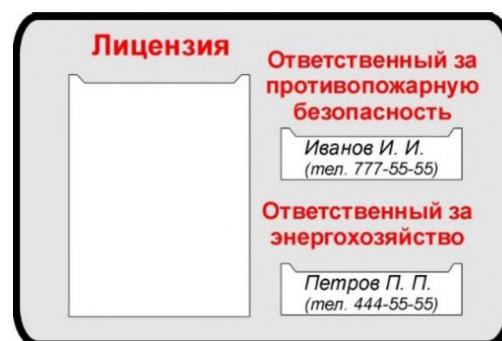 Лицензия
Ответственный за
противопожарную
безопасность
Иванов И. И.
(тел. 777-55-55)
Ответственный за
энергохозяйство
Петров П. П.
(тел. 444-55-55)